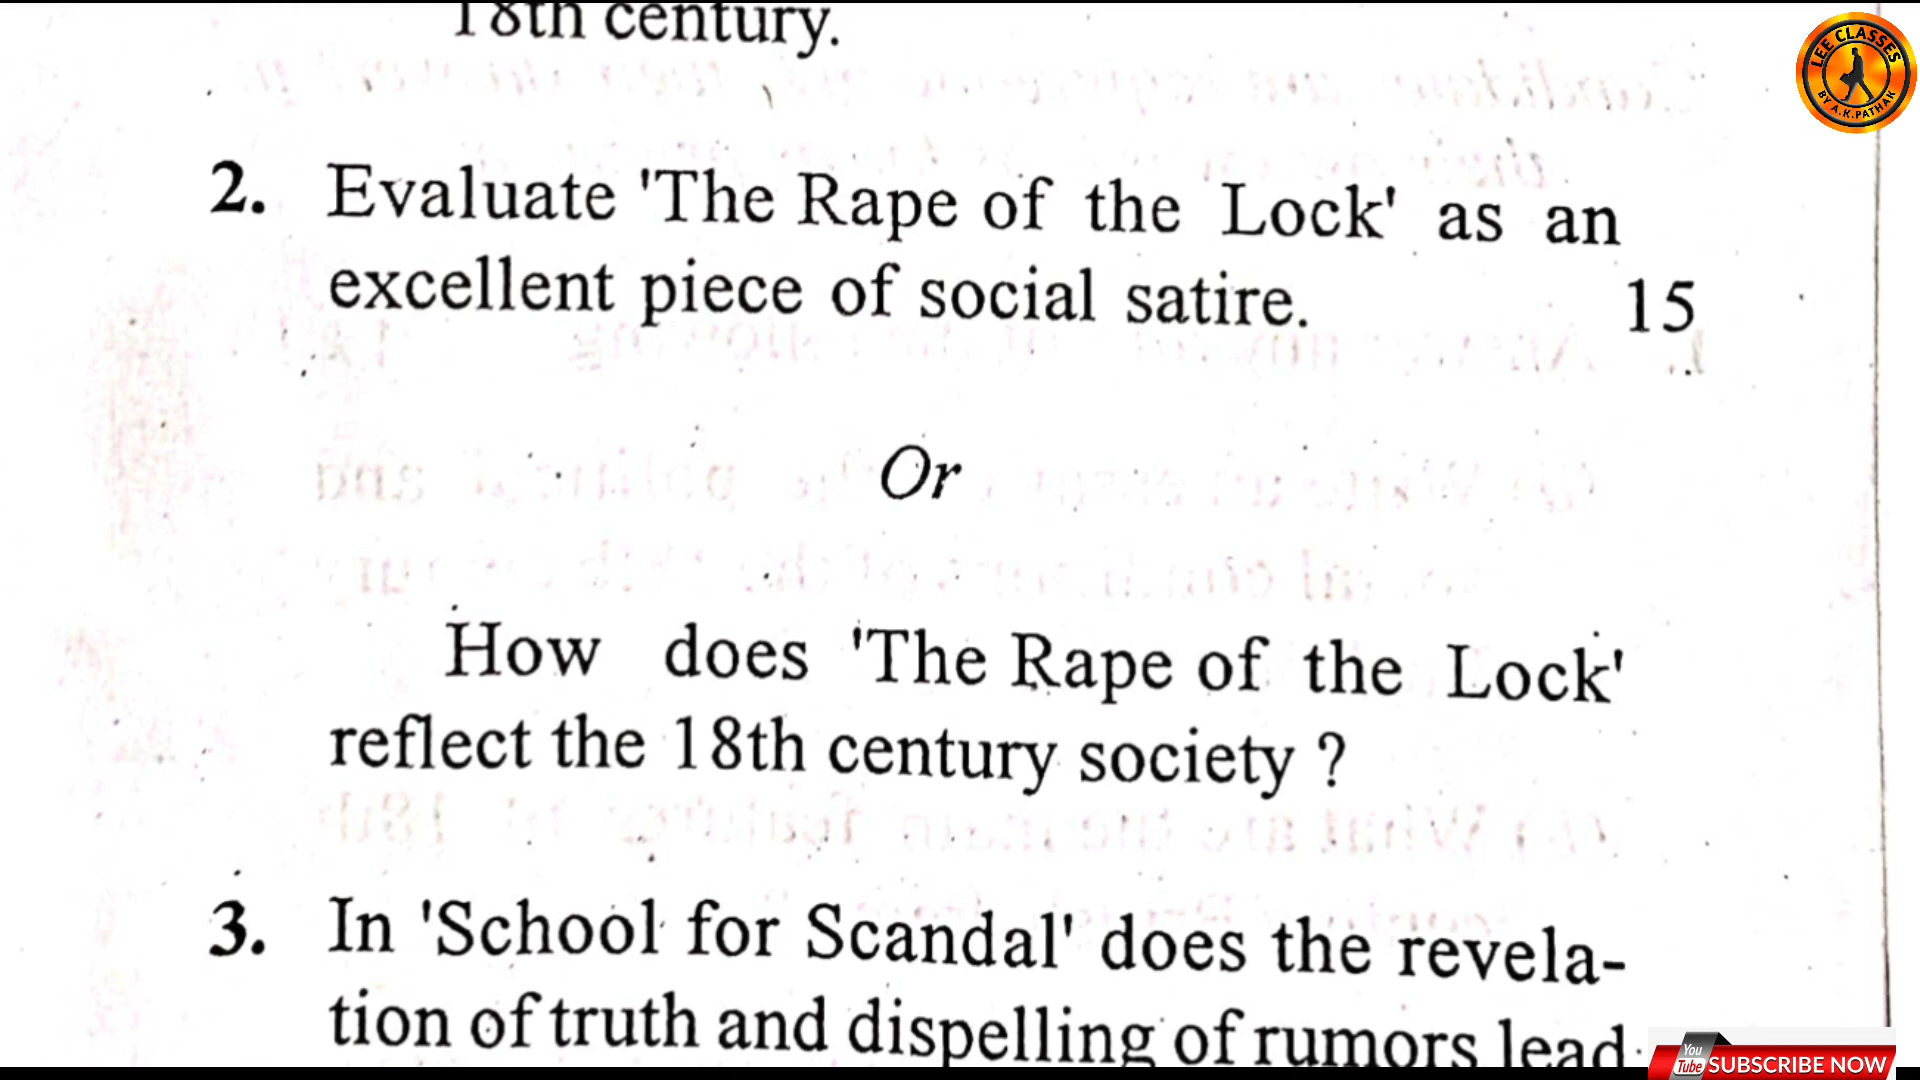 18th century.
2. Evaluate 'The Rape of the Lock' as an
excellent piece of social satire. 15
Or
How does 'The Rape of the Lock'
reflect the 18th century society ?
3. In 'School for Scandal' does the revela-
tion of truth and dispelling of rumors lead
LEE CLASSES
BY A.K.PATHAK
You
Tube
SUBSCRIBE NOW